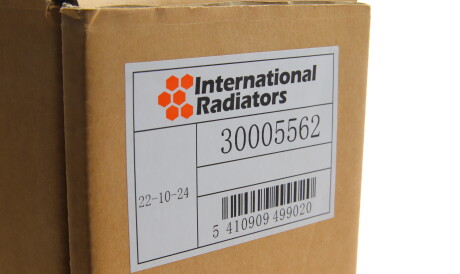 International
Radiators
30005562
22-10-24
5 410909 499020